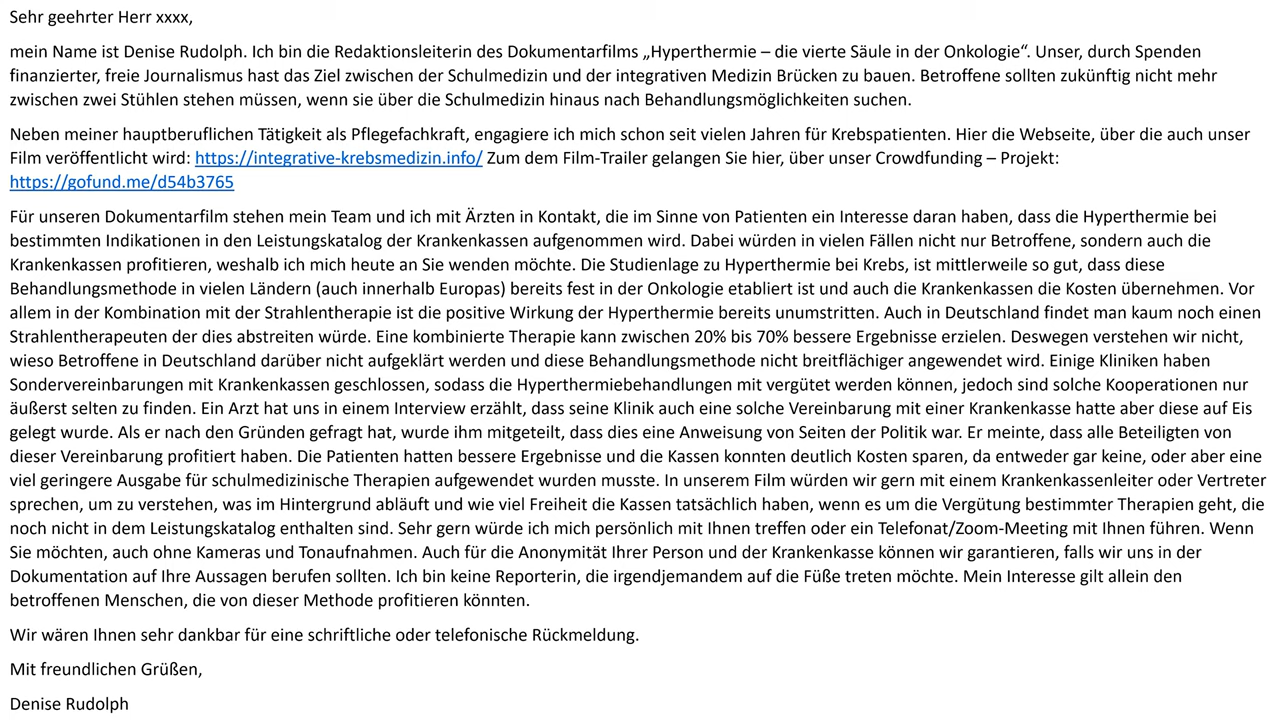 Sehr geehrter Herr xxxx,
mein Name ist Denise Rudolph. Ich bin die Redaktionsleiterin des Dokumentarfilms „Hyperthermie – die vierte Säule in der Onkologie“. Unser, durch Spenden
finanzierter, freie Journalismus hast das Ziel zwischen der Schulmedizin und der integrativen Medizin Brücken zu bauen. Betroffene sollten zukünftig nicht mehr
zwischen zwei Stühlen stehen müssen, wenn sie über die Schulmedizin hinaus nach Behandlungsmöglichkeiten suchen.
Neben meiner hauptberuflichen Tätigkeit als Pflegefachkraft, engagiere ich mich schon seit vielen Jahren für Krebspatienten. Hier die Webseite, über die auch unser
Film veröffentlicht wird: https://integrative-krebsmedizin.info/ Zum dem Film-Trailer gelangen Sie hier, über unser Crowdfunding – Projekt:
https://gofund.me/d54b3765
Für unseren Dokumentarfilm stehen mein Team und ich mit Ärzten in Kontakt, die im Sinne von Patienten ein Interesse daran haben, dass die Hyperthermie bei
bestimmten Indikationen in den Leistungskatalog der Krankenkassen aufgenommen wird. Dabei würden in vielen Fällen nicht nur Betroffene, sondern auch die
Krankenkassen profitieren, weshalb ich mich heute an Sie wenden möchte. Die Studienlage zu Hyperthermie bei Krebs, ist mittlerweile so gut, dass diese
Behandlungsmethode in vielen Ländern (auch innerhalb Europas) bereits fest in der Onkologie etabliert ist und auch die Krankenkassen die Kosten übernehmen. Vor
allem in der Kombination mit der Strahlentherapie ist die positive Wirkung der Hyperthermie bereits unumstritten. Auch in Deutschland findet man kaum noch einen
Strahlentherapeuten der dies abstreiten würde. Eine kombinierte Therapie kann zwischen 20% bis 70% bessere Ergebnisse erzielen. Deswegen verstehen wir nicht,
wieso Betroffene in Deutschland darüber nicht aufgeklärt werden und diese Behandlungsmethode nicht breitflächiger angewendet wird. Einige Kliniken haben
Sondervereinbarungen mit Krankenkassen geschlossen, sodass die Hyperthermiebehandlungen mit vergütet werden können, jedoch sind solche Kooperationen nur
äußerst selten zu finden. Ein Arzt hat uns in einem Interview erzählt, dass seine Klinik auch eine solche Vereinbarung mit einer Krankenkasse hatte aber diese auf Eis
gelegt wurde. Als er nach den Gründen gefragt hat, wurde ihm mitgeteilt, dass dies eine Anweisung von Seiten der Politik war. Er meinte, dass alle Beteiligten von
dieser Vereinbarung profitiert haben. Die Patienten hatten bessere Ergebnisse und die Kassen konnten deutlich Kosten sparen, da entweder gar keine, oder aber eine
viel geringere Ausgabe für schulmedizinische Therapien aufgewendet wurden musste. In unserem Film würden wir gern mit einem Krankenkassenleiter oder Vertreter
sprechen, um zu verstehen, was im Hintergrund abläuft und wie viel Freiheit die Kassen tatsächlich haben, wenn es um die Vergütung bestimmter Therapien geht, die
noch nicht in dem Leistungskatalog enthalten sind. Sehr gern würde ich mich persönlich mit Ihnen treffen oder ein Telefonat/Zoom-Meeting mit Ihnen führen. Wenn
Sie möchten, auch ohne Kameras und Tonaufnahmen. Auch für die Anonymität Ihrer Person und der Krankenkasse können wir garantieren, falls wir uns in der
Dokumentation auf Ihre Aussagen berufen sollten. Ich bin keine Reporterin, die irgendjemandem auf die Füße treten möchte. Mein Interesse gilt allein den
betroffenen Menschen, die von dieser Methode profitieren könnten.
Wir wären Ihnen sehr dankbar für eine schriftliche oder telefonische Rückmeldung.
Mit freundlichen Grüßen,
Denise Rudolph